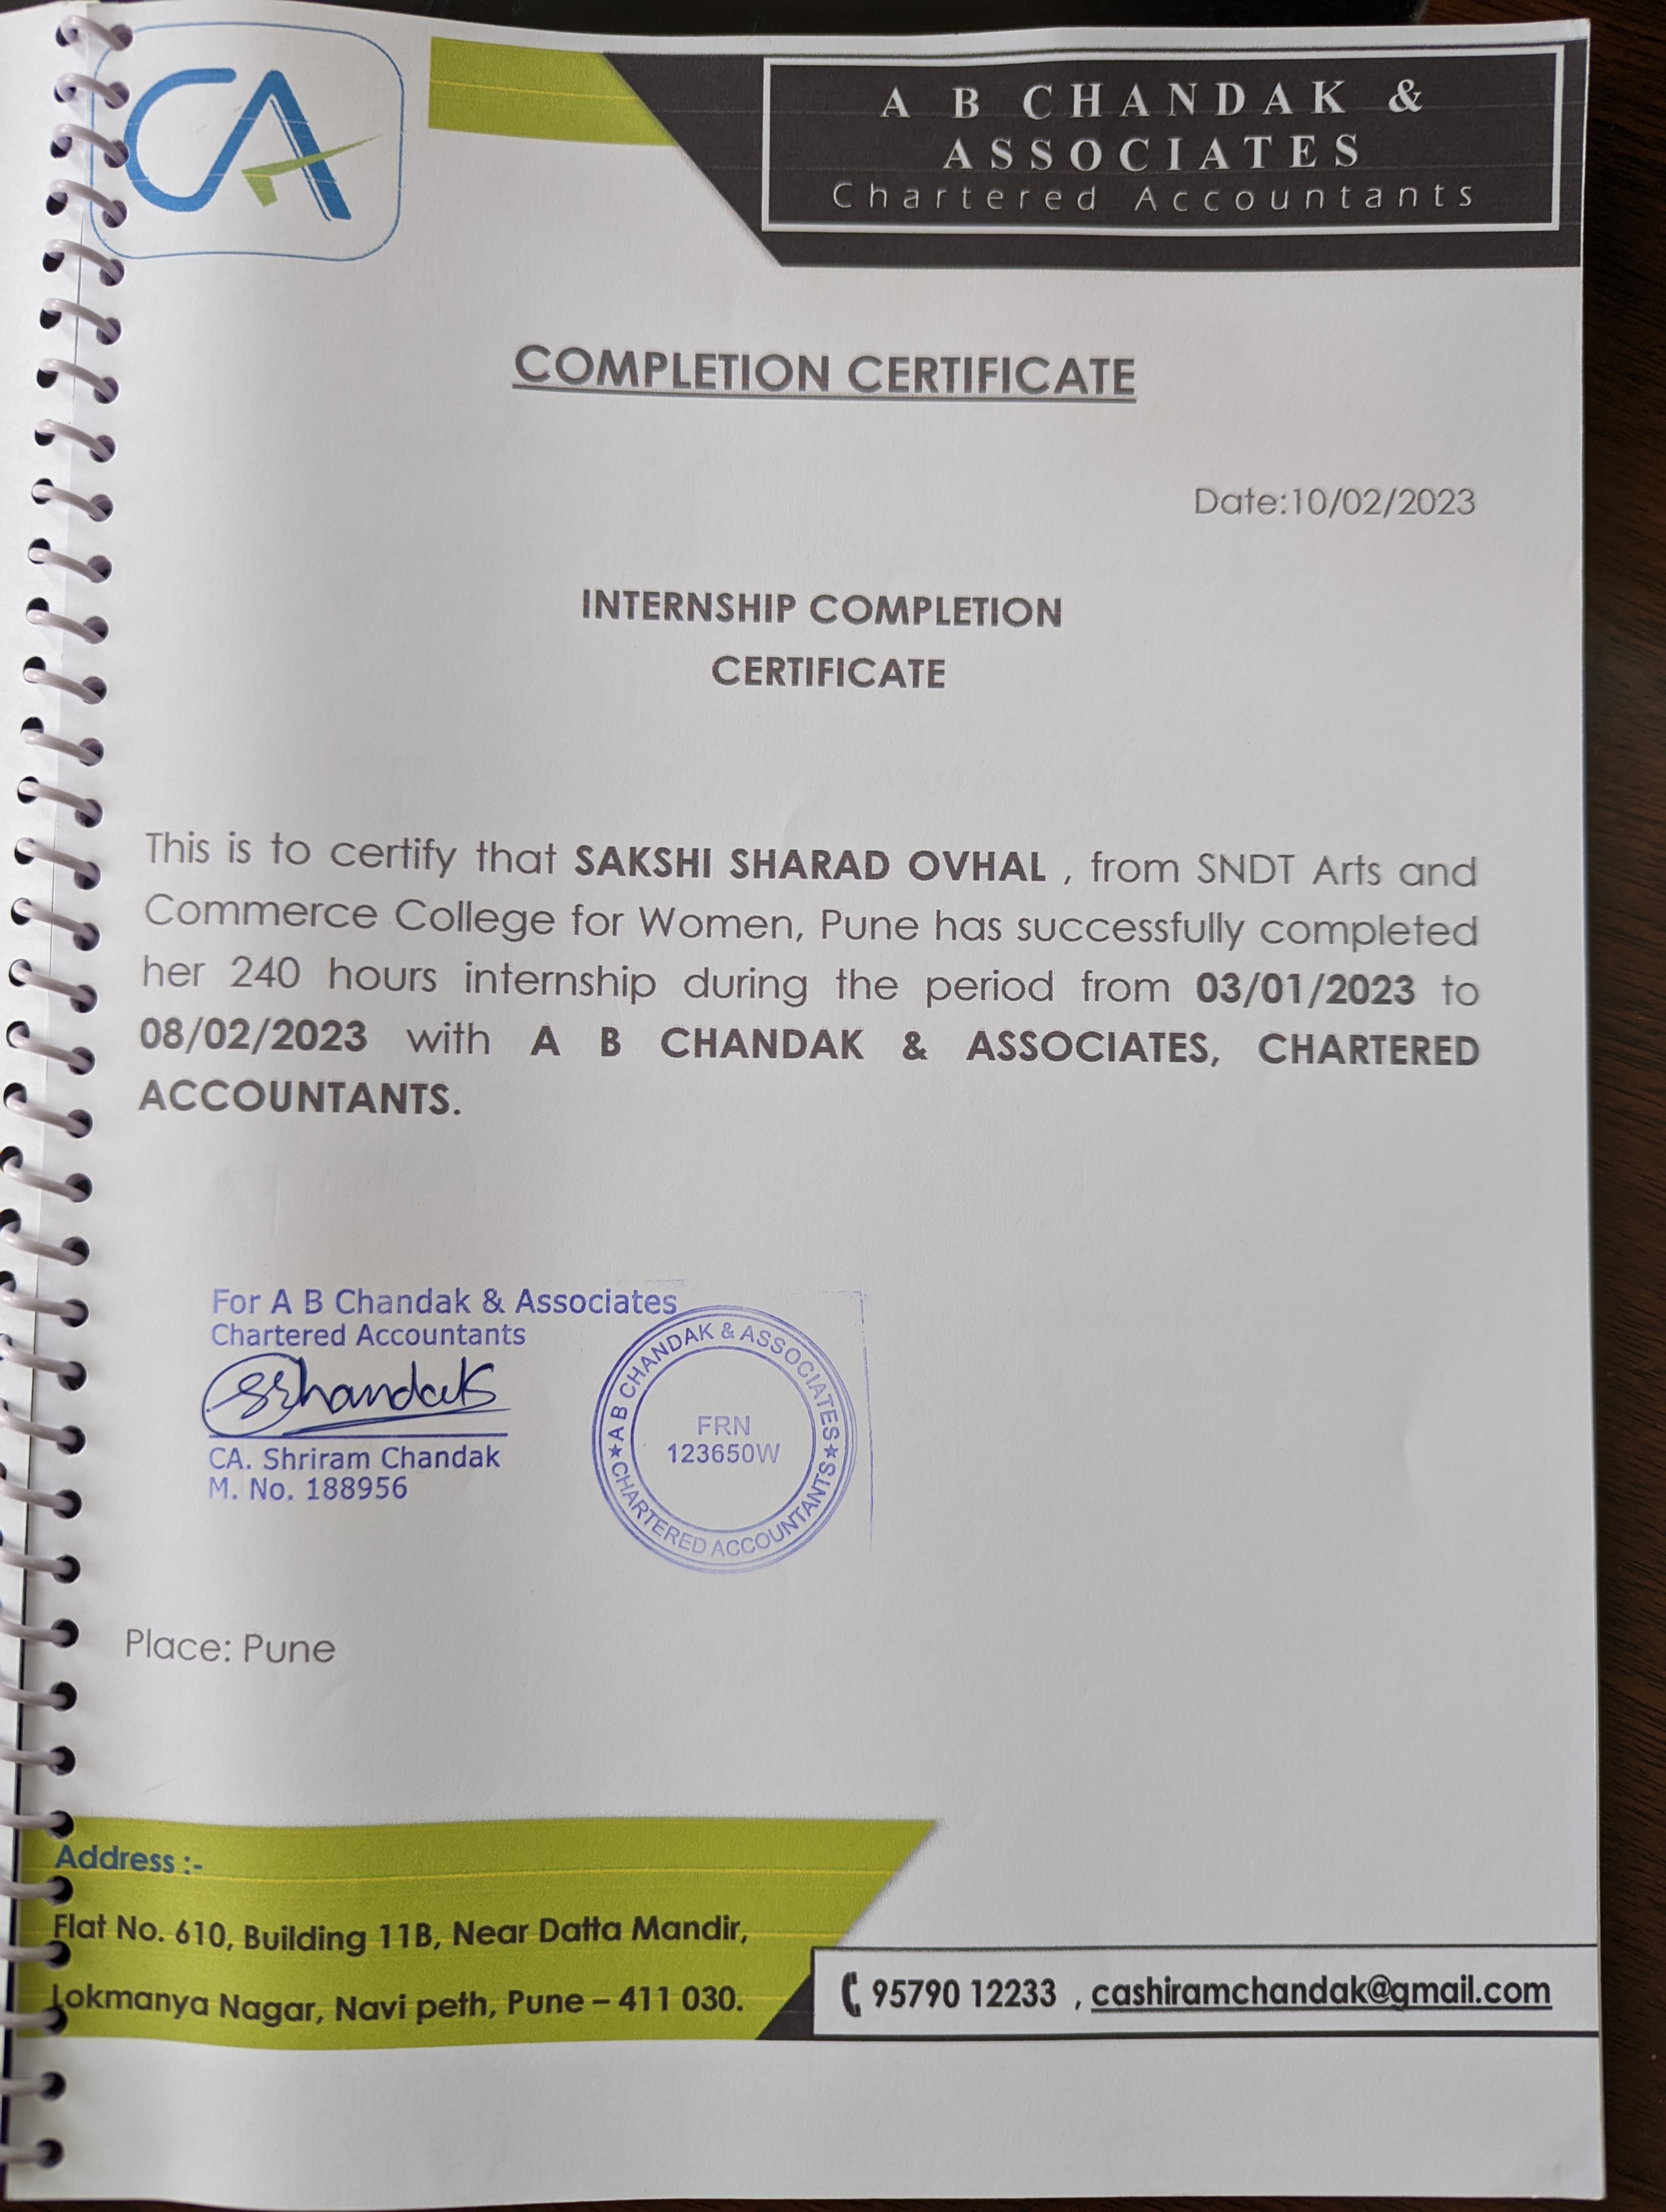 CA
A B CHANDAK &
ASSOCIATES
Chartered Accountants
COMPLETION CERTIFICATE
Date:10/02/2023
INTERNSHIP COMPLETION
CERTIFICATE
This is to certify that SAKSHI SHARAD OVHAL , from SNDT Arts and
Commerce College for Women, Pune has successfully completed
her 240 hours internship during the period from 03/01/2023 to
08/02/2023 with A B CHANDAK & ASSOCIATES, CHARTERED
ACCOUNTANTS.
For A B Chandak & Associates
Chartered Accountants
SRChandak
CA. Shriram Chandak
M. No. 188956
★ A B CHANDAK & ASSOCIATES ★
CHARTERED ACCOUNTANTS
FRN
123650W
Place: Pune
Address :-
Flat No. 610, Building 11B, Near Datta Mandir,
Lokmanya Nagar, Navi peth, Pune – 411 030.
95790 12233 , cashiramchandak@gmail.com